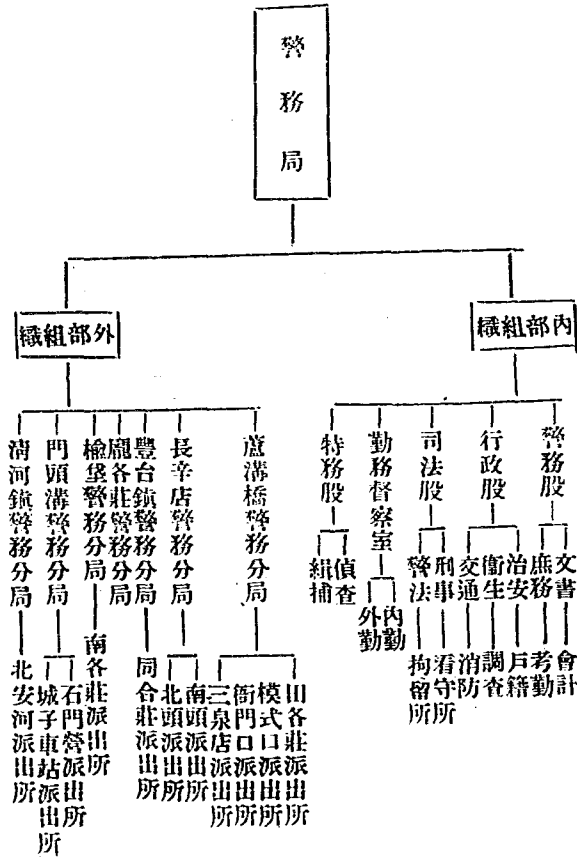 警務局
內部組織
警務股
文書
會計
庶務
考勤
行政股
治安
戶籍
衞生
調查
交通
消防
司法股
刑事
看守所
警法
拘留所
勤務督察室
內勤
外勤
特務股
偵查
緝捕
外部組織
蘆溝橋警務分局
田各莊派出所
模式口派出所
衙門口派出所
三泉店派出所
長辛店警務分局
南頭派出所
北頭派出所
豐台鎮警務分局
同合莊派出所
龐各莊警務分局
榆垡警務分局
南各莊派出所
門頭溝警務分局
石門營派出所
城子車站派出所
清河鎮警務分局
北安河派出所